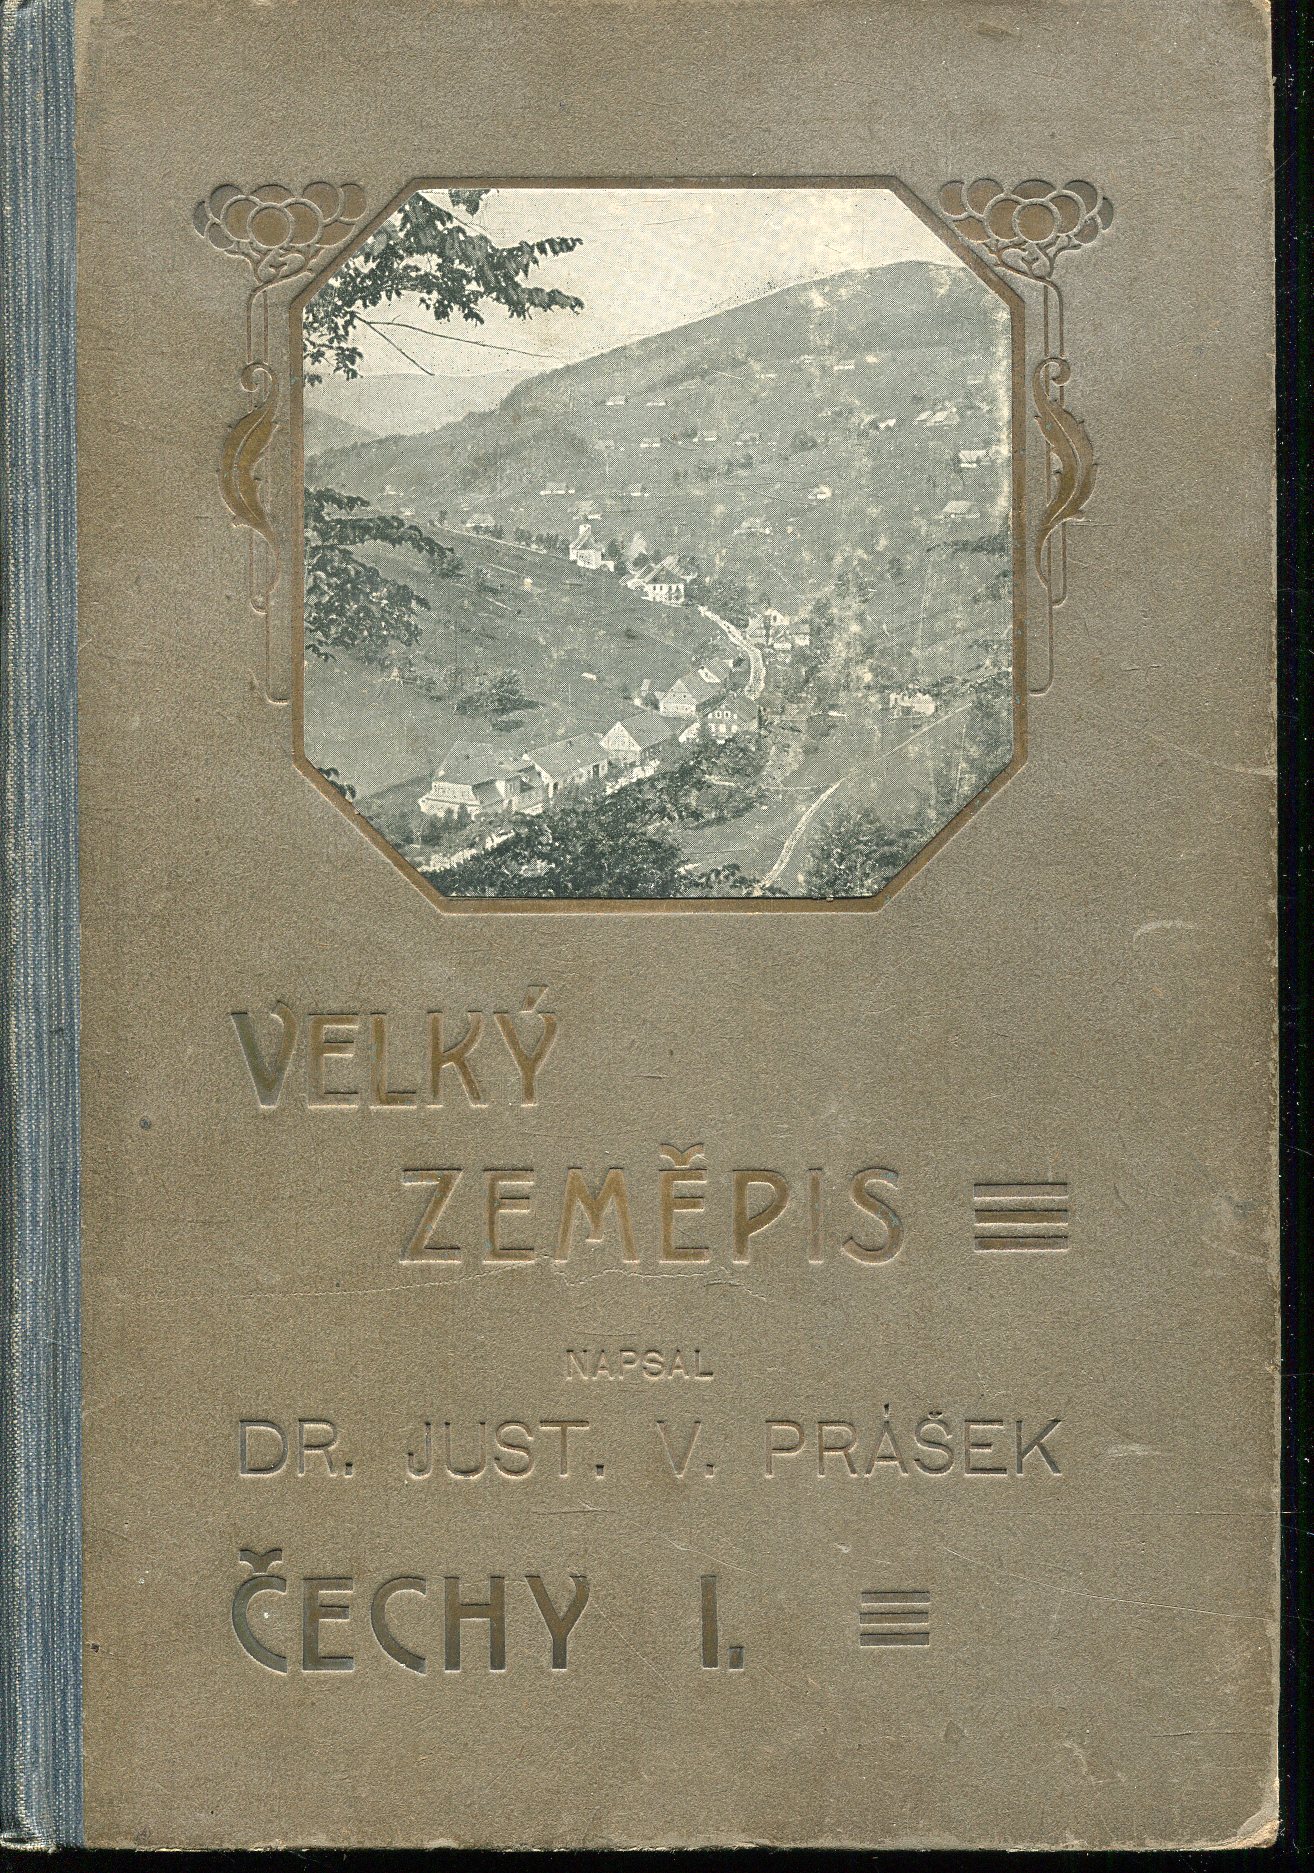 VELKÝ
ZEMĚPIS
NAPSAL
DR. JUST. V. PRÁŠEK
ČECHY I.